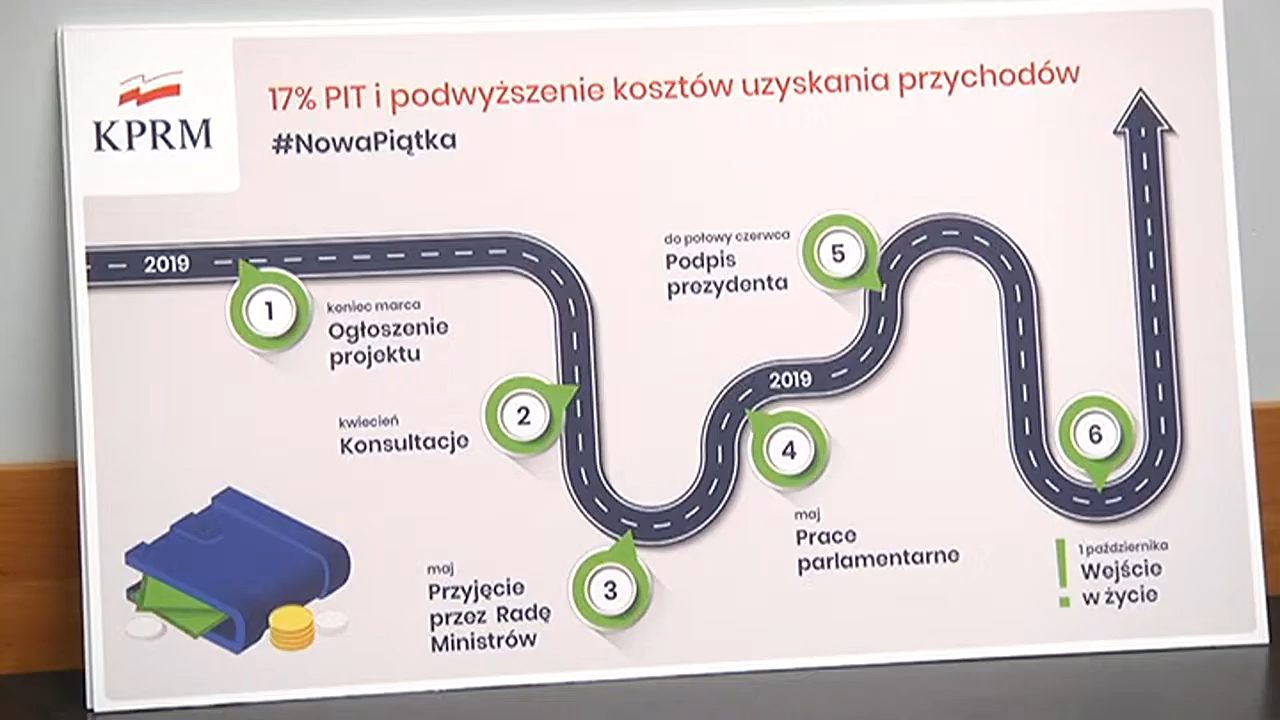 KPRM
17% PIT i podwyższenie kosztów uzyskania przychodów
#NowaPiątka
2019
1
koniec marca
Ogłoszenie
projektu
2
kwiecień
Konsultacje
3
maj
Przyjęcie
przez Radę
Ministrów
2019
4
maj
Prace
parlamentarne
5
do połowy czerwca
Podpis
prezydenta
6
1 października
Wejście
w życie